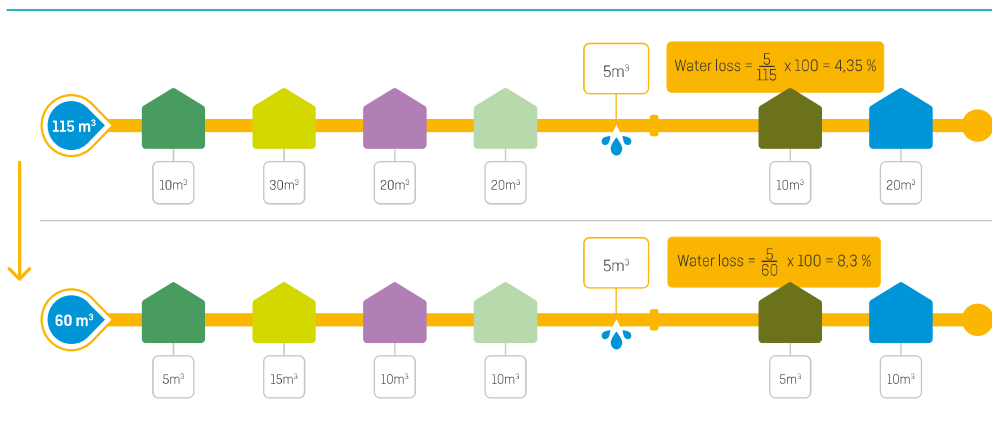 5m³
Water loss = 5/115 x 100 = 4,35 %
115 m³
10m³
30m³
20m³
20m³
10m³
20m³
5m³
Water loss = 5/60 x 100 = 8,3 %
60 m³
5m³
15m³
10m³
10m³
5m³
10m³